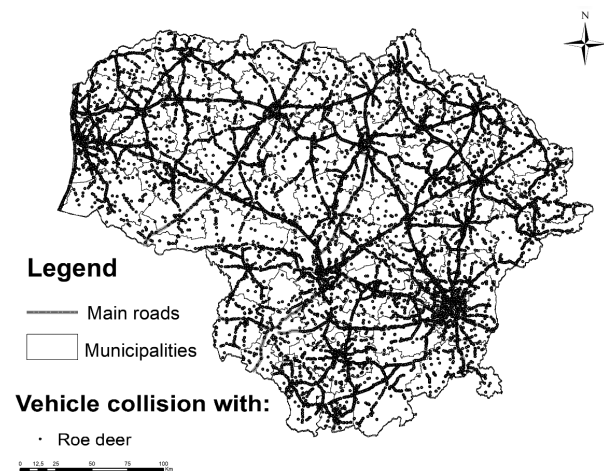 N
Legend
Main roads
Municipalities
Vehicle collision with:
Roe deer
0 12,5 25 50 75 100
Km